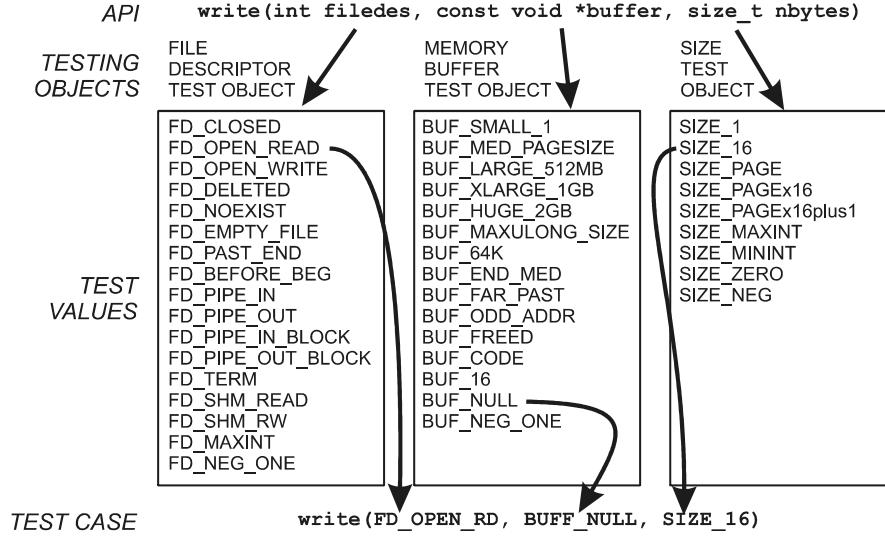 API
write(int filedes, const void *buffer, size_t nbytes)
TESTING
OBJECTS
FILE
DESCRIPTOR
TEST OBJECT
MEMORY
BUFFER
TEST OBJECT
SIZE
TEST
OBJECT
TEST
VALUES
FD_CLOSED
FD_OPEN_READ
FD_OPEN_WRITE
FD_DELETED
FD_NOEXIST
FD_EMPTY_FILE
FD_PAST_END
FD_BEFORE_BEG
FD_PIPE_IN
FD_PIPE_OUT
FD_PIPE_IN_BLOCK
FD_PIPE_OUT_BLOCK
FD_TERM
FD_SHM_READ
FD_SHM_RW
FD_MAXINT
FD_NEG_ONE
BUF_SMALL_1
BUF_MED_PAGESIZE
BUF_LARGE_512MB
BUF_XLARGE_1GB
BUF_HUGE_2GB
BUF_MAXULONG_SIZE
BUF_64K
BUF_END_MED
BUF_FAR_PAST
BUF_ODD_ADDR
BUF_FREED
BUF_CODE
BUF_16
BUF_NULL
BUF_NEG_ONE
SIZE_1
SIZE_16
SIZE_PAGE
SIZE_PAGEx16
SIZE_PAGEx16plus1
SIZE_MAXINT
SIZE_MININT
SIZE_ZERO
SIZE_NEG
TEST CASE
write(FD_OPEN_RD, BUFF_NULL, SIZE_16)